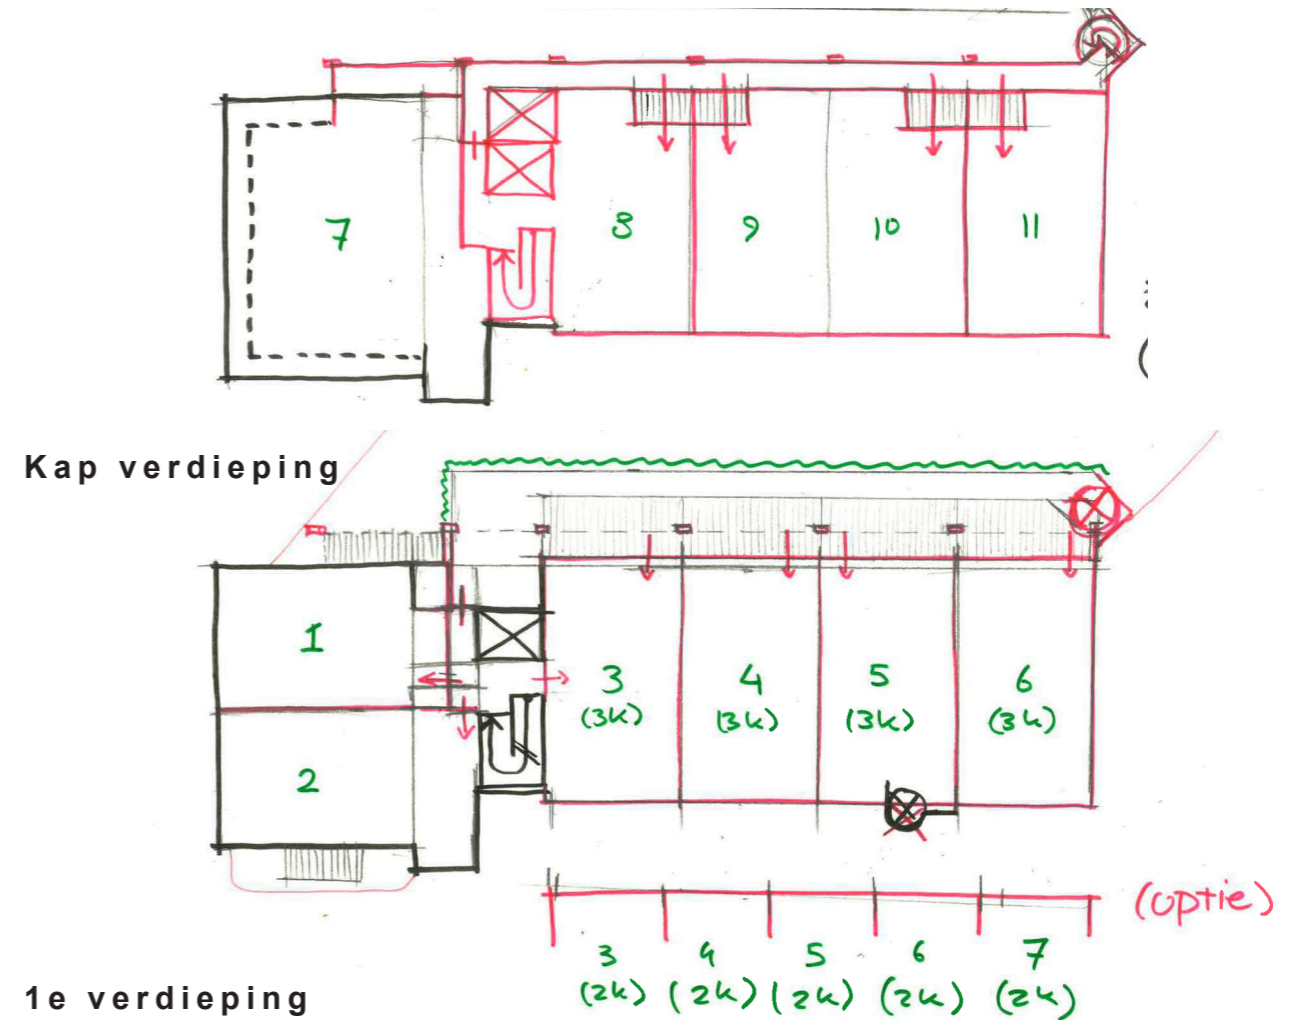 7 8 9 10 11
Kap verdieping
1
3 4 5 6
(3k) (3k) (3k) (3k)
2
(optie)
3 4 5 6 7
(2k) (2k) (2k) (2k) (2k)
1e verdieping